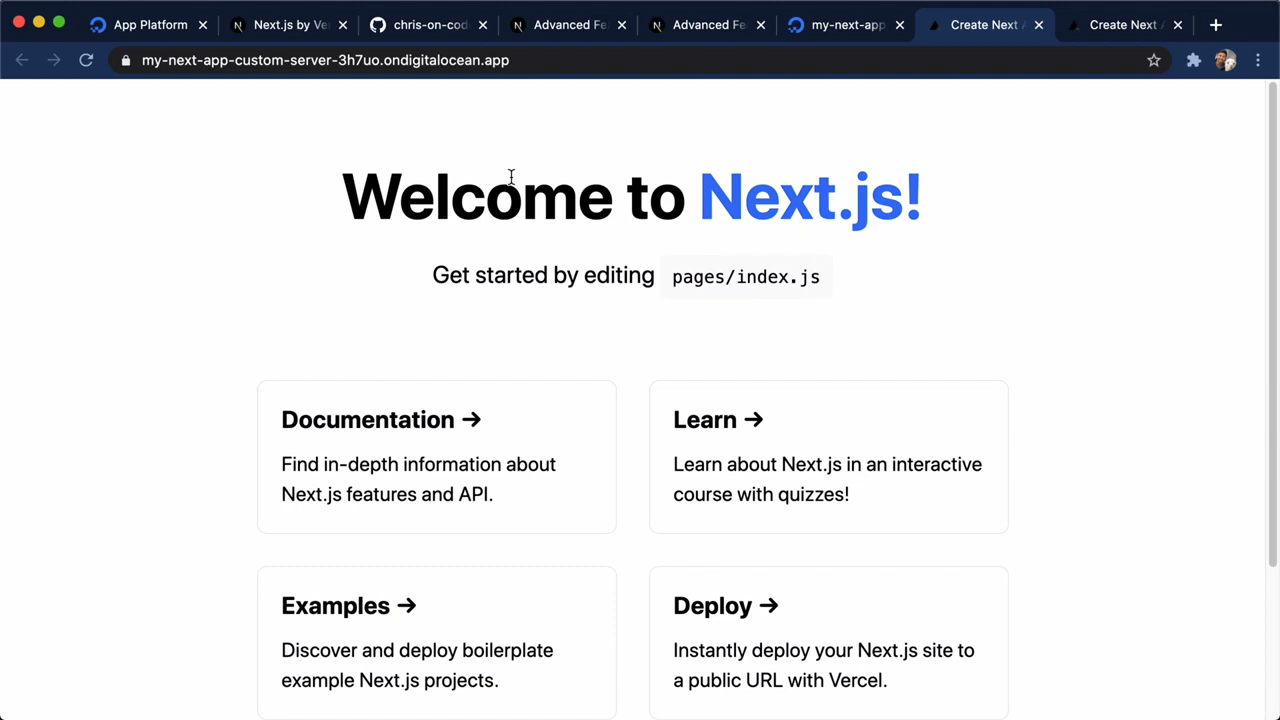 App Platform
Next.js by Ve
chris-on-cod
Advanced Fe
Advanced Fe
my-next-app
Create Next A
Create Next A
my-next-app-custom-server-3h7uo.ondigitalocean.app
Welcome to Next.js!
Get started by editing pages/index.js
Documentation →
Find in-depth information about
Next.js features and API.
Learn →
Learn about Next.js in an interactive
course with quizzes!
Examples →
Discover and deploy boilerplate
example Next.js projects.
Deploy →
Instantly deploy your Next.js site to
a public URL with Vercel.